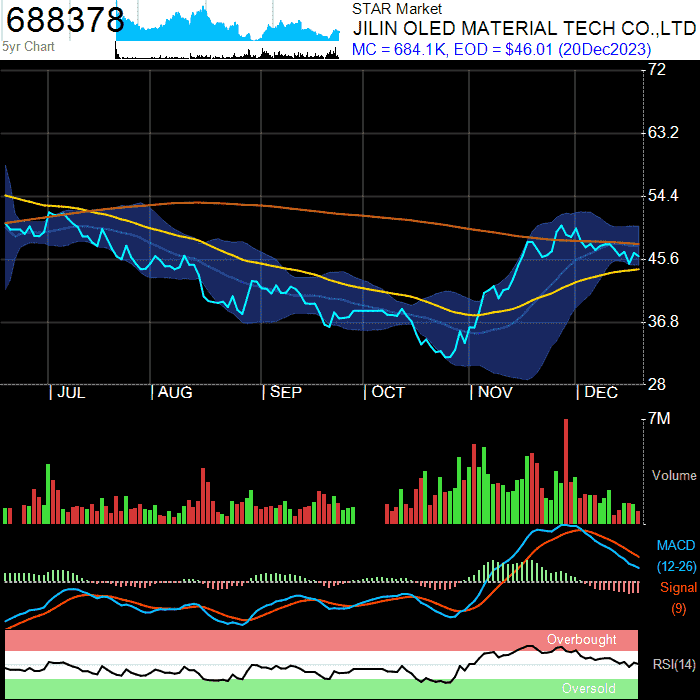 688378
5yr Chart
STAR Market
JILIN OLED MATERIAL TECH CO.,LTD
MC = 684.1K, EOD = $46.01 (20Dec2023)
72
63.2
54.4
45.6
36.8
28
JUL
AUG
SEP
OCT
NOV
DEC
7M
Volume
MACD
(12-26)
Signal
(9)
Overbought
RSI(14)
Oversold